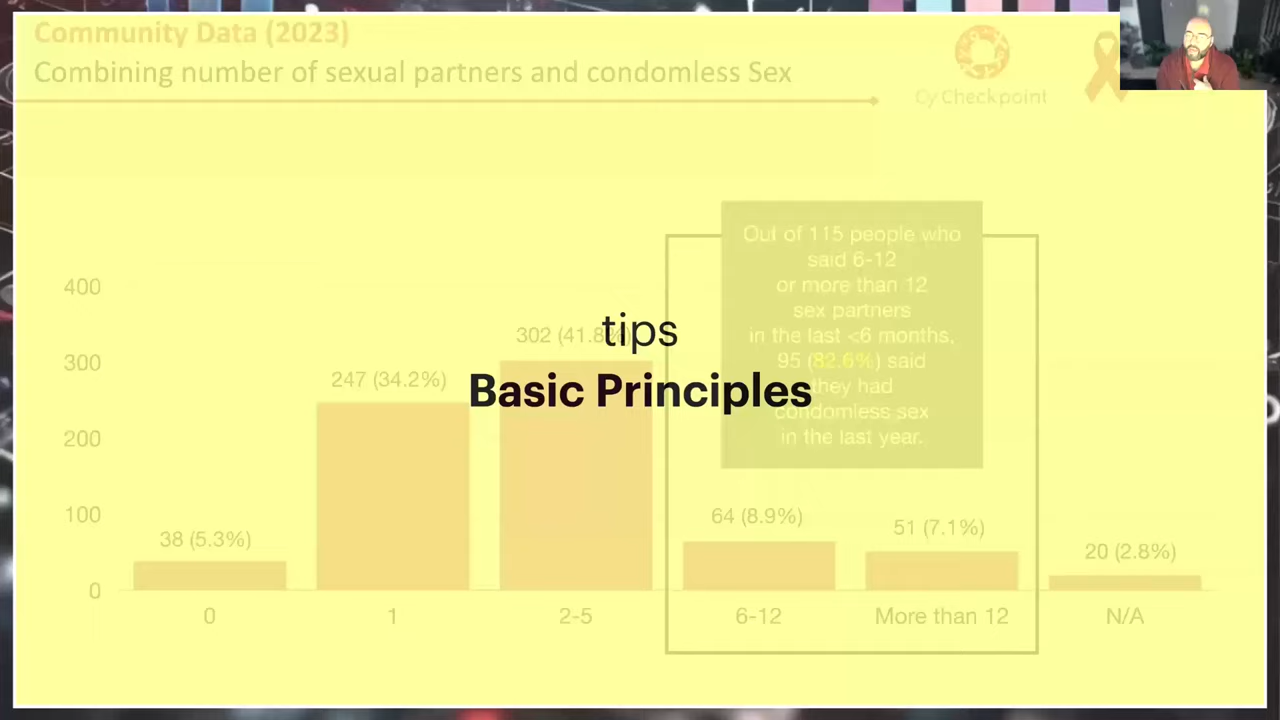 Community Data (2023)
Combining number of sexual partners and condomless Sex
Cy Checkpoint
Out of 115 people who
said 6-12
or more than 12
sex partners
in the last <6 months,
95 (82.6%) said
they had
condomless sex
in the last year.
tips
Basic Principles
400
300
200
100
0
38 (5.3%)
247 (34.2%)
302 (41.8%)
64 (8.9%)
51 (7.1%)
20 (2.8%)
0
1
2-5
6-12
More than 12
N/A